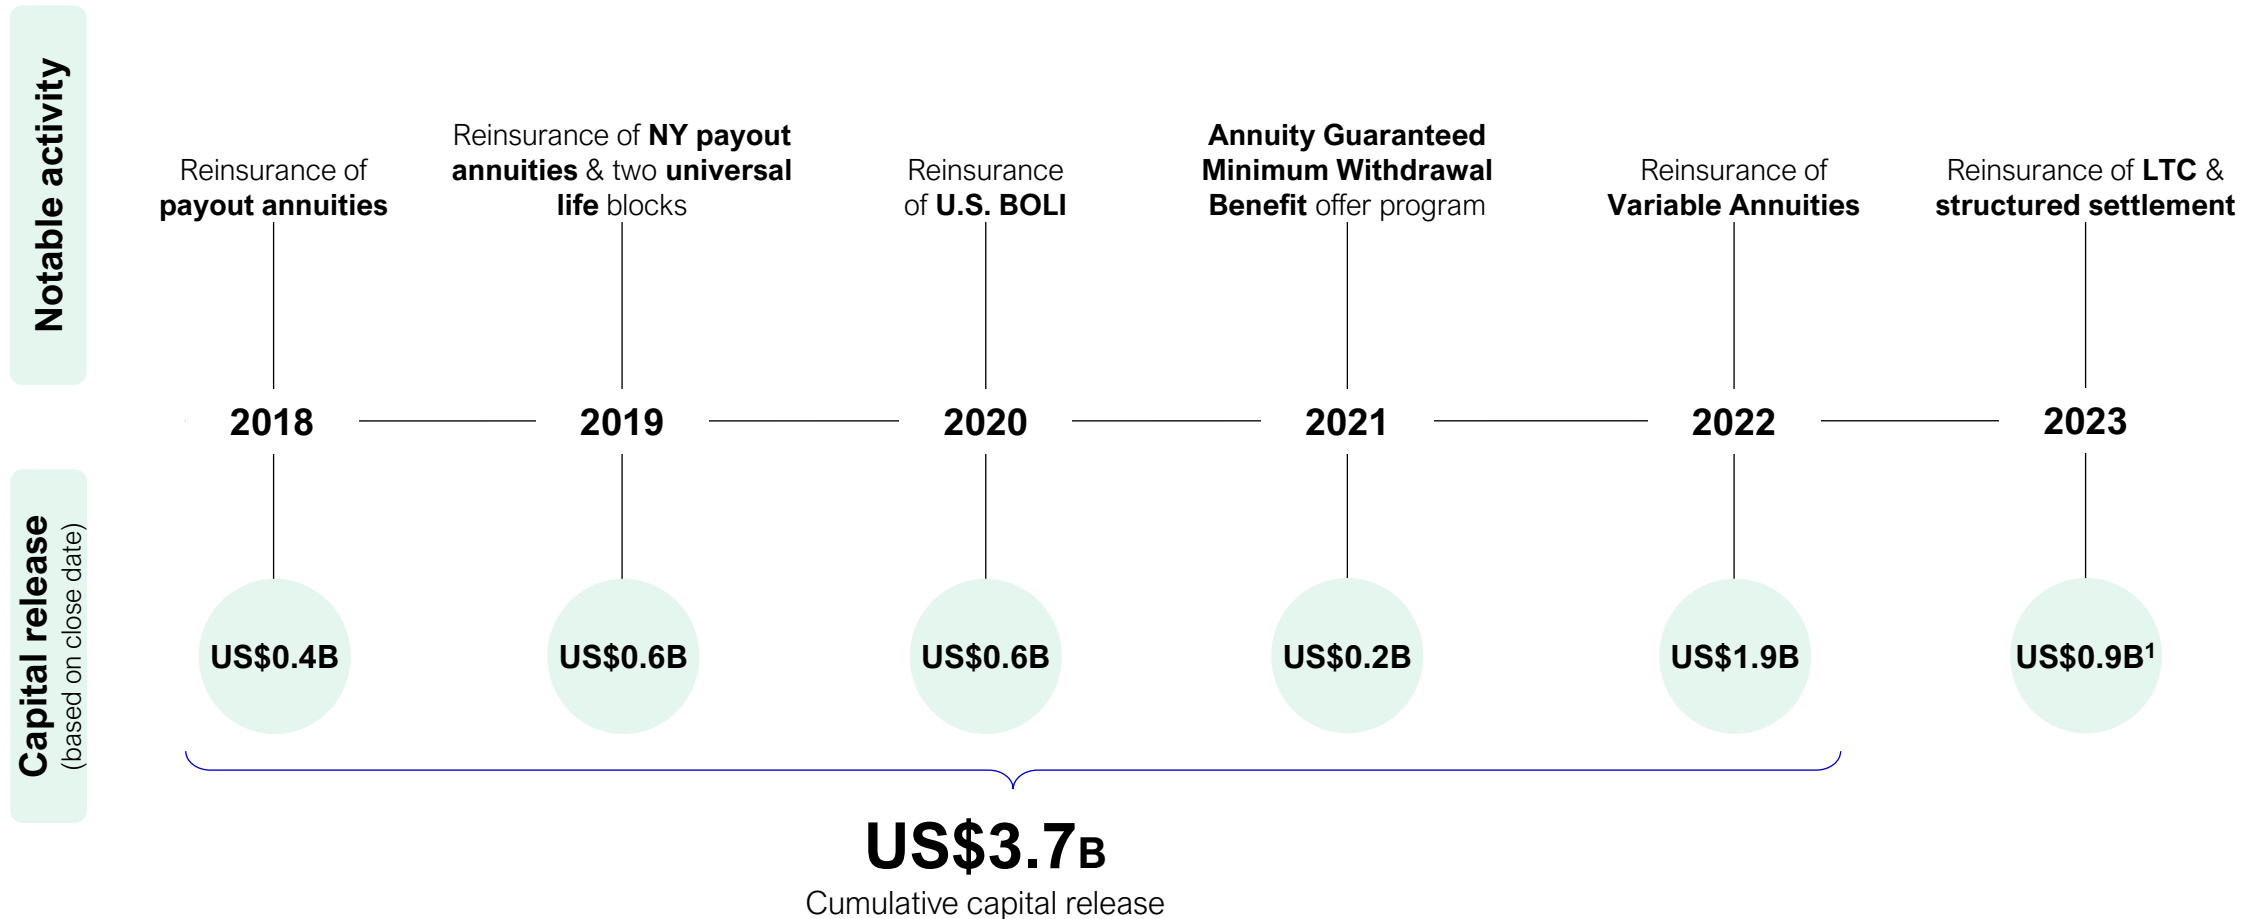 Notable activity
Reinsurance of
payout annuities
Reinsurance of NY payout
annuities & two universal
life blocks
Reinsurance
of U.S. BOLI
Annuity Guaranteed
Minimum Withdrawal
Benefit offer program
Reinsurance of
Variable Annuities
Reinsurance of LTC &
structured settlement
2018
2019
2020
2021
2022
2023
Capital release
(based on close date)
US$0.4B
US$0.6B
US$0.6B
US$0.2B
US$1.9B
US$0.9B¹
US$3.7B
Cumulative capital release